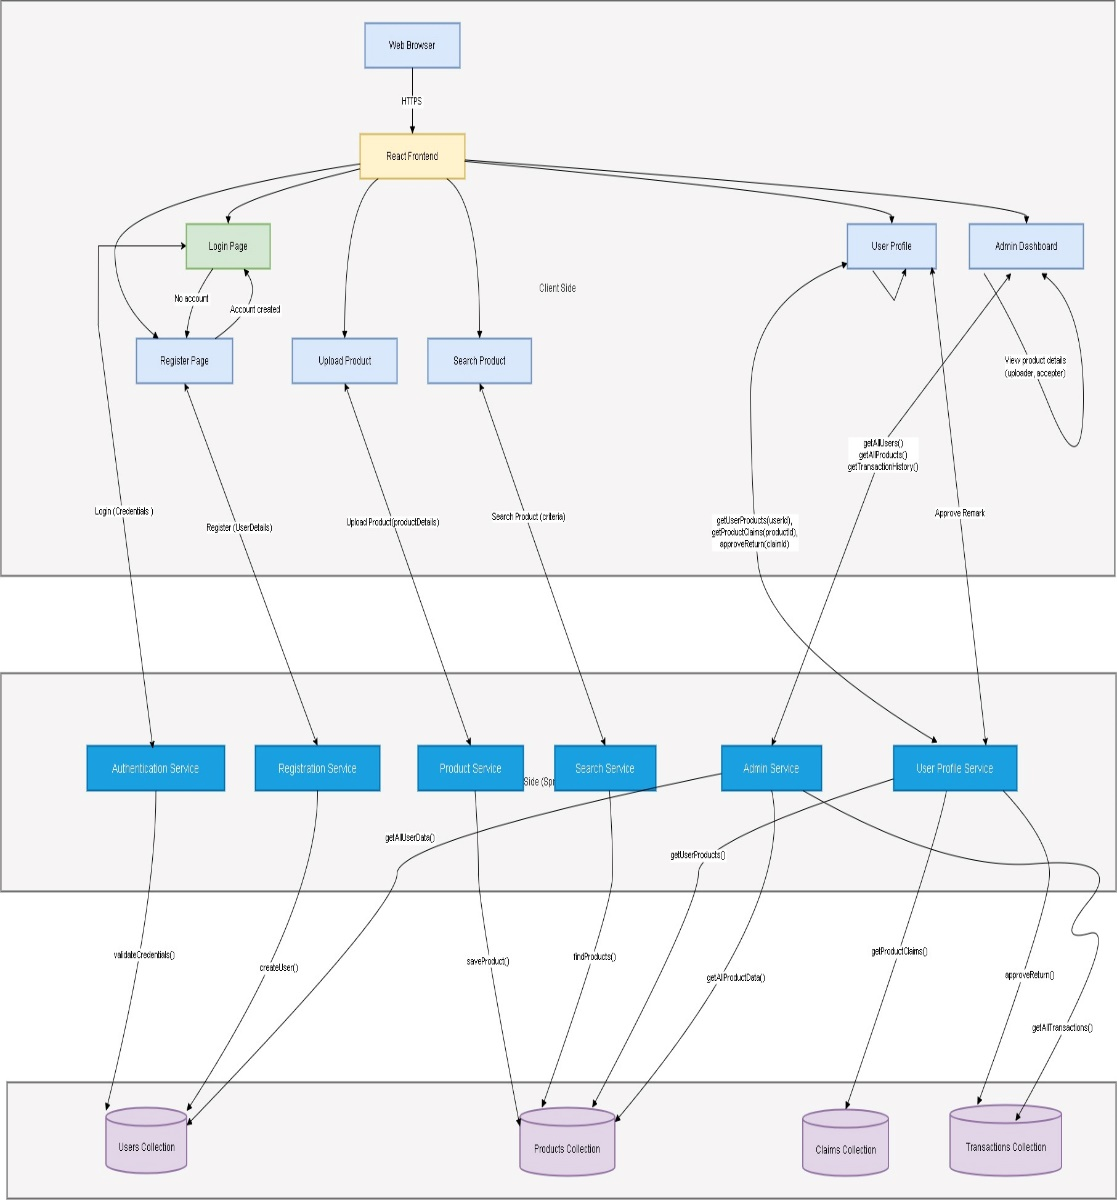 Web Browser
HTTPS
React Frontend
Login Page
User Profile
Admin Dashboard
Client Side
No account
Account created
Register Page
Upload Product
Search Product
View product details
(uploader, accepter)
getAllUsers()
getAllProducts()
getTransactionHistory()
Login (Credentials )
Register (UserDetails)
Upload Product(productDetails)
Search Product (criteria)
getUserProducts(userId),
getProductClaims(productId),
approveReturn(claimId)
Approve Remark
Authentication Service
Registration Service
Product Service
Side (Spr
Search Service
Admin Service
User Profile Service
getAllUserData()
getUserProducts()
validateCredentials()
createUser()
saveProduct()
findProducts()
getAllProductData()
getProductClaims()
approveReturn()
getAllTransactions()
Users Collection
Products Collection
Claims Collection
Transactions Collection